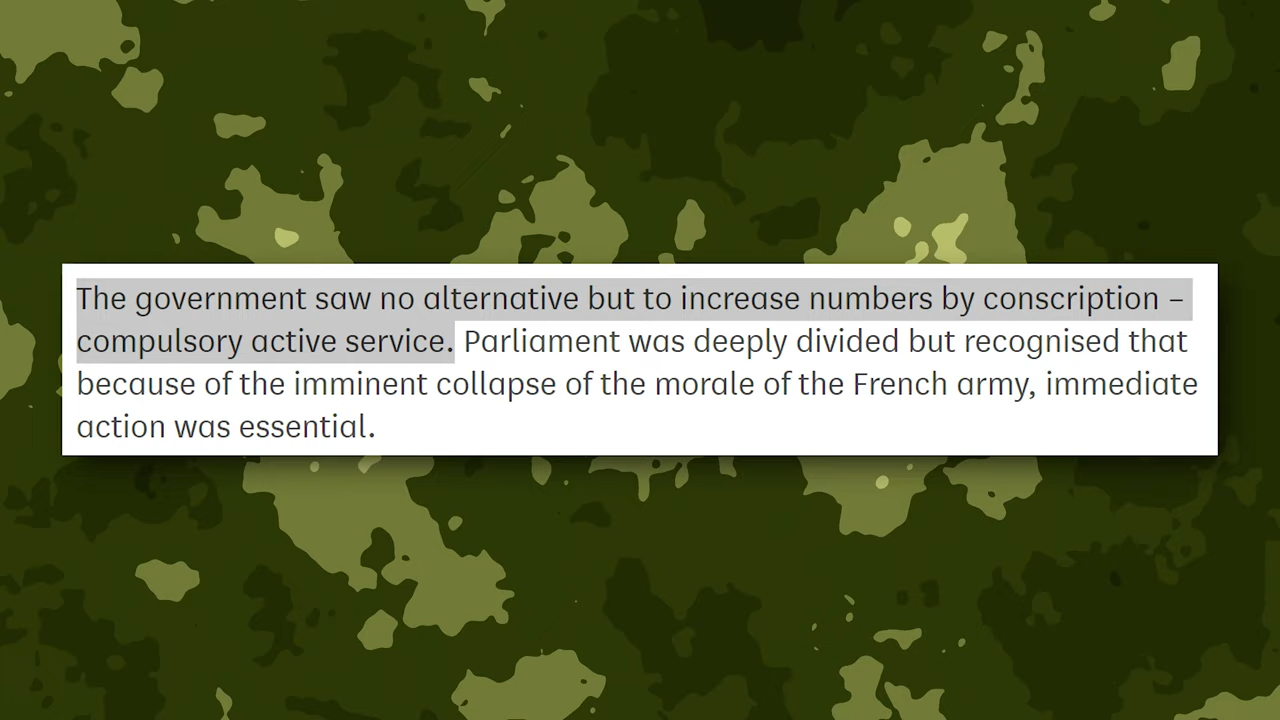 The government saw no alternative but to increase numbers by conscription –
compulsory active service. Parliament was deeply divided but recognised that
because of the imminent collapse of the morale of the French army, immediate
action was essential.